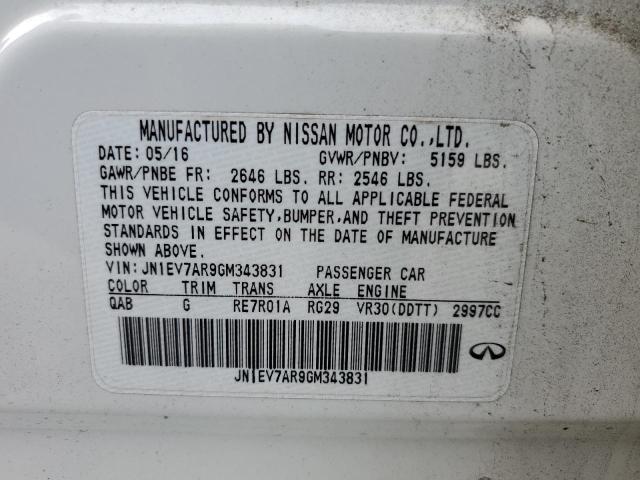 MANUFACTURED BY NISSAN MOTOR CO.,LTD.
DATE: 05/16 GVWR/PNBV: 5159 LBS.
GAWR/PNBE FR: 2646 LBS. RR: 2546 LBS.
THIS VEHICLE CONFORMS TO ALL APPLICABLE FEDERAL
MOTOR VEHICLE SAFETY,BUMPER,AND THEFT PREVENTION
STANDARDS IN EFFECT ON THE DATE OF MANUFACTURE
SHOWN ABOVE.
VIN: JN1EV7AR9GM343831 PASSENGER CAR
COLOR TRIM TRANS AXLE ENGINE
QAB G RE7R01A RG29 VR30(DDTT) 2997CC
JN1EV7AR9GM343831